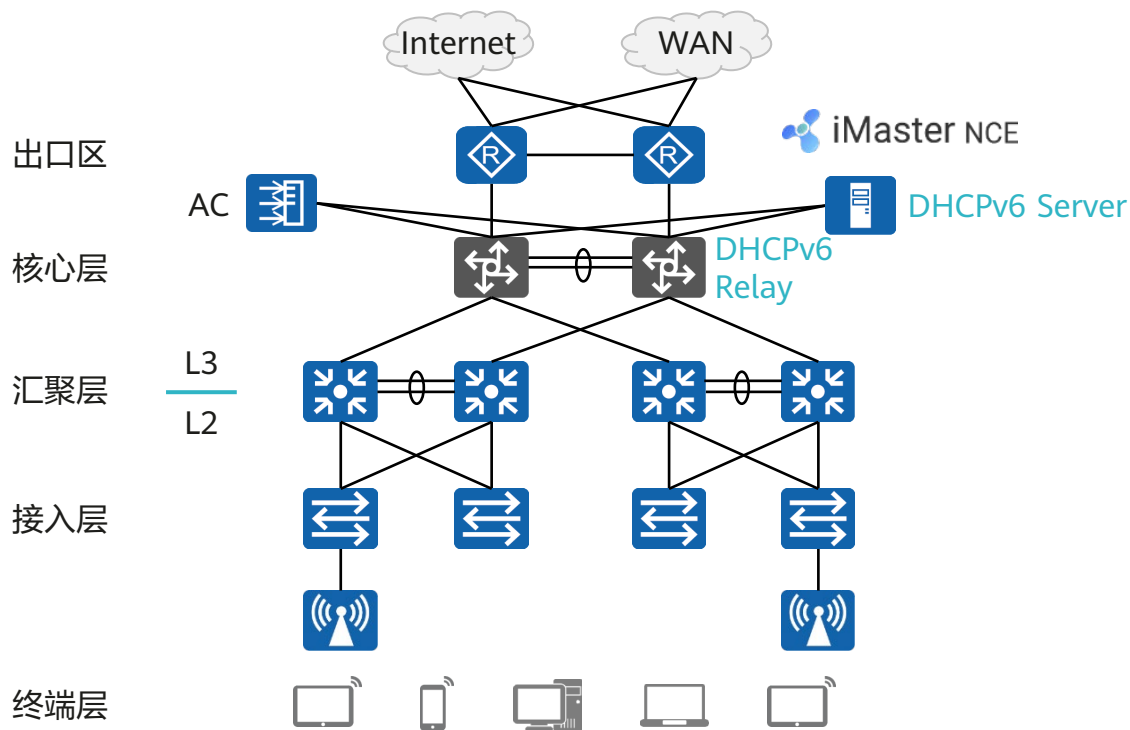 Internet
WAN
出口区
iMaster NCE
AC
DHCPv6 Server
核心层
DHCPv6
Relay
L3
汇聚层
L2
接入层
终端层
R
R